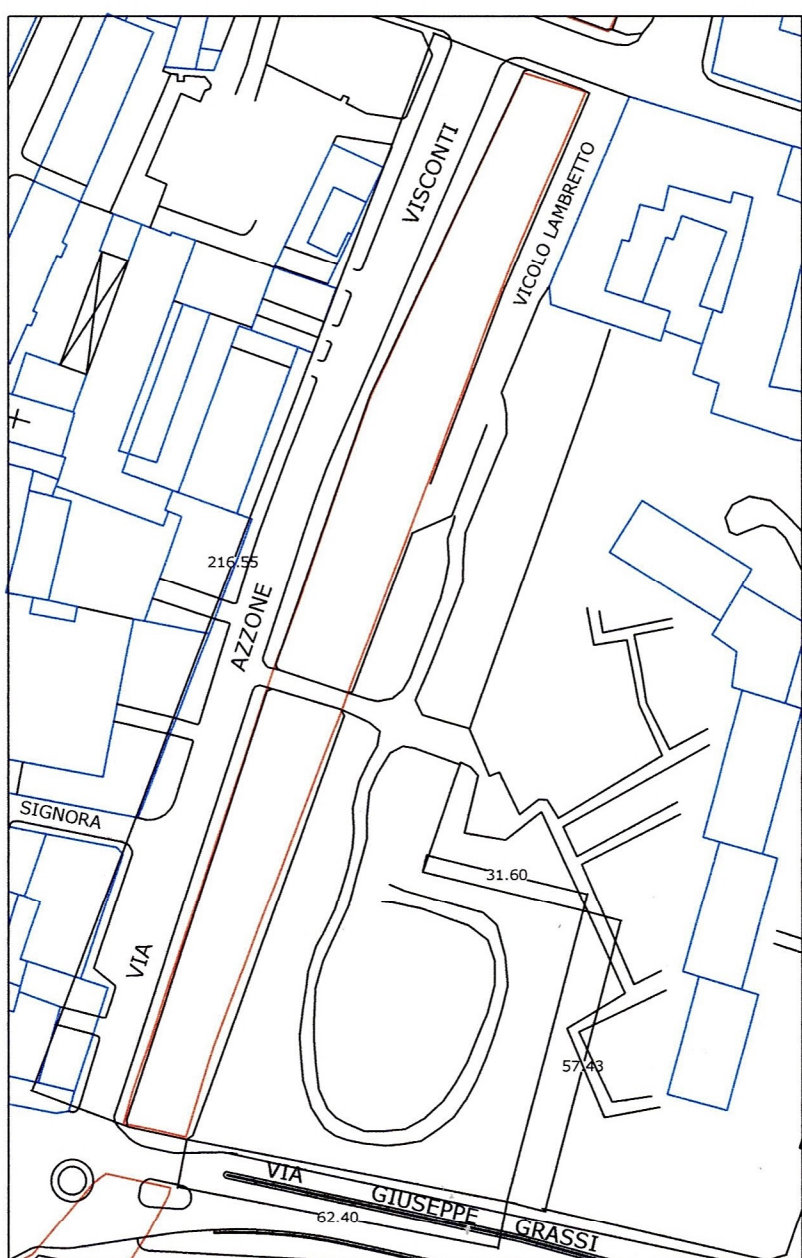 VISCONTI
VICOLO LAMBRETTO
216.55
AZZONE
SIGNORA
31.60
VIA
57.43
VIA GIUSEPPE GRASSI
62.40